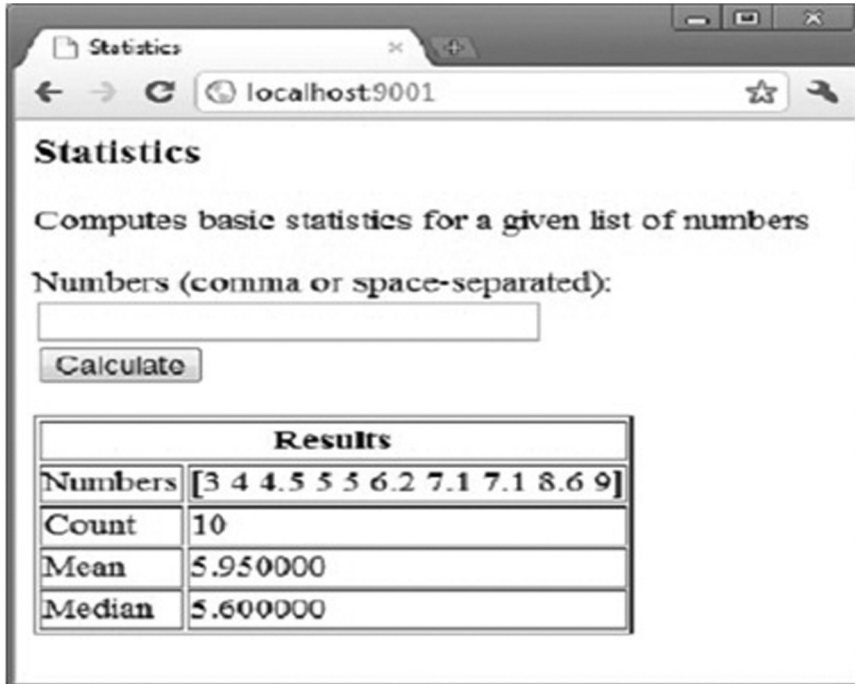 Statistics
localhost:9001
Statistics
Computes basic statistics for a given list of numbers
Numbers (comma or space-separated):
Calculate
Results
Numbers [3 4 4.5 5 5 6.2 7.1 7.1 8.6 9]
Count 10
Mean 5.950000
Median 5.600000